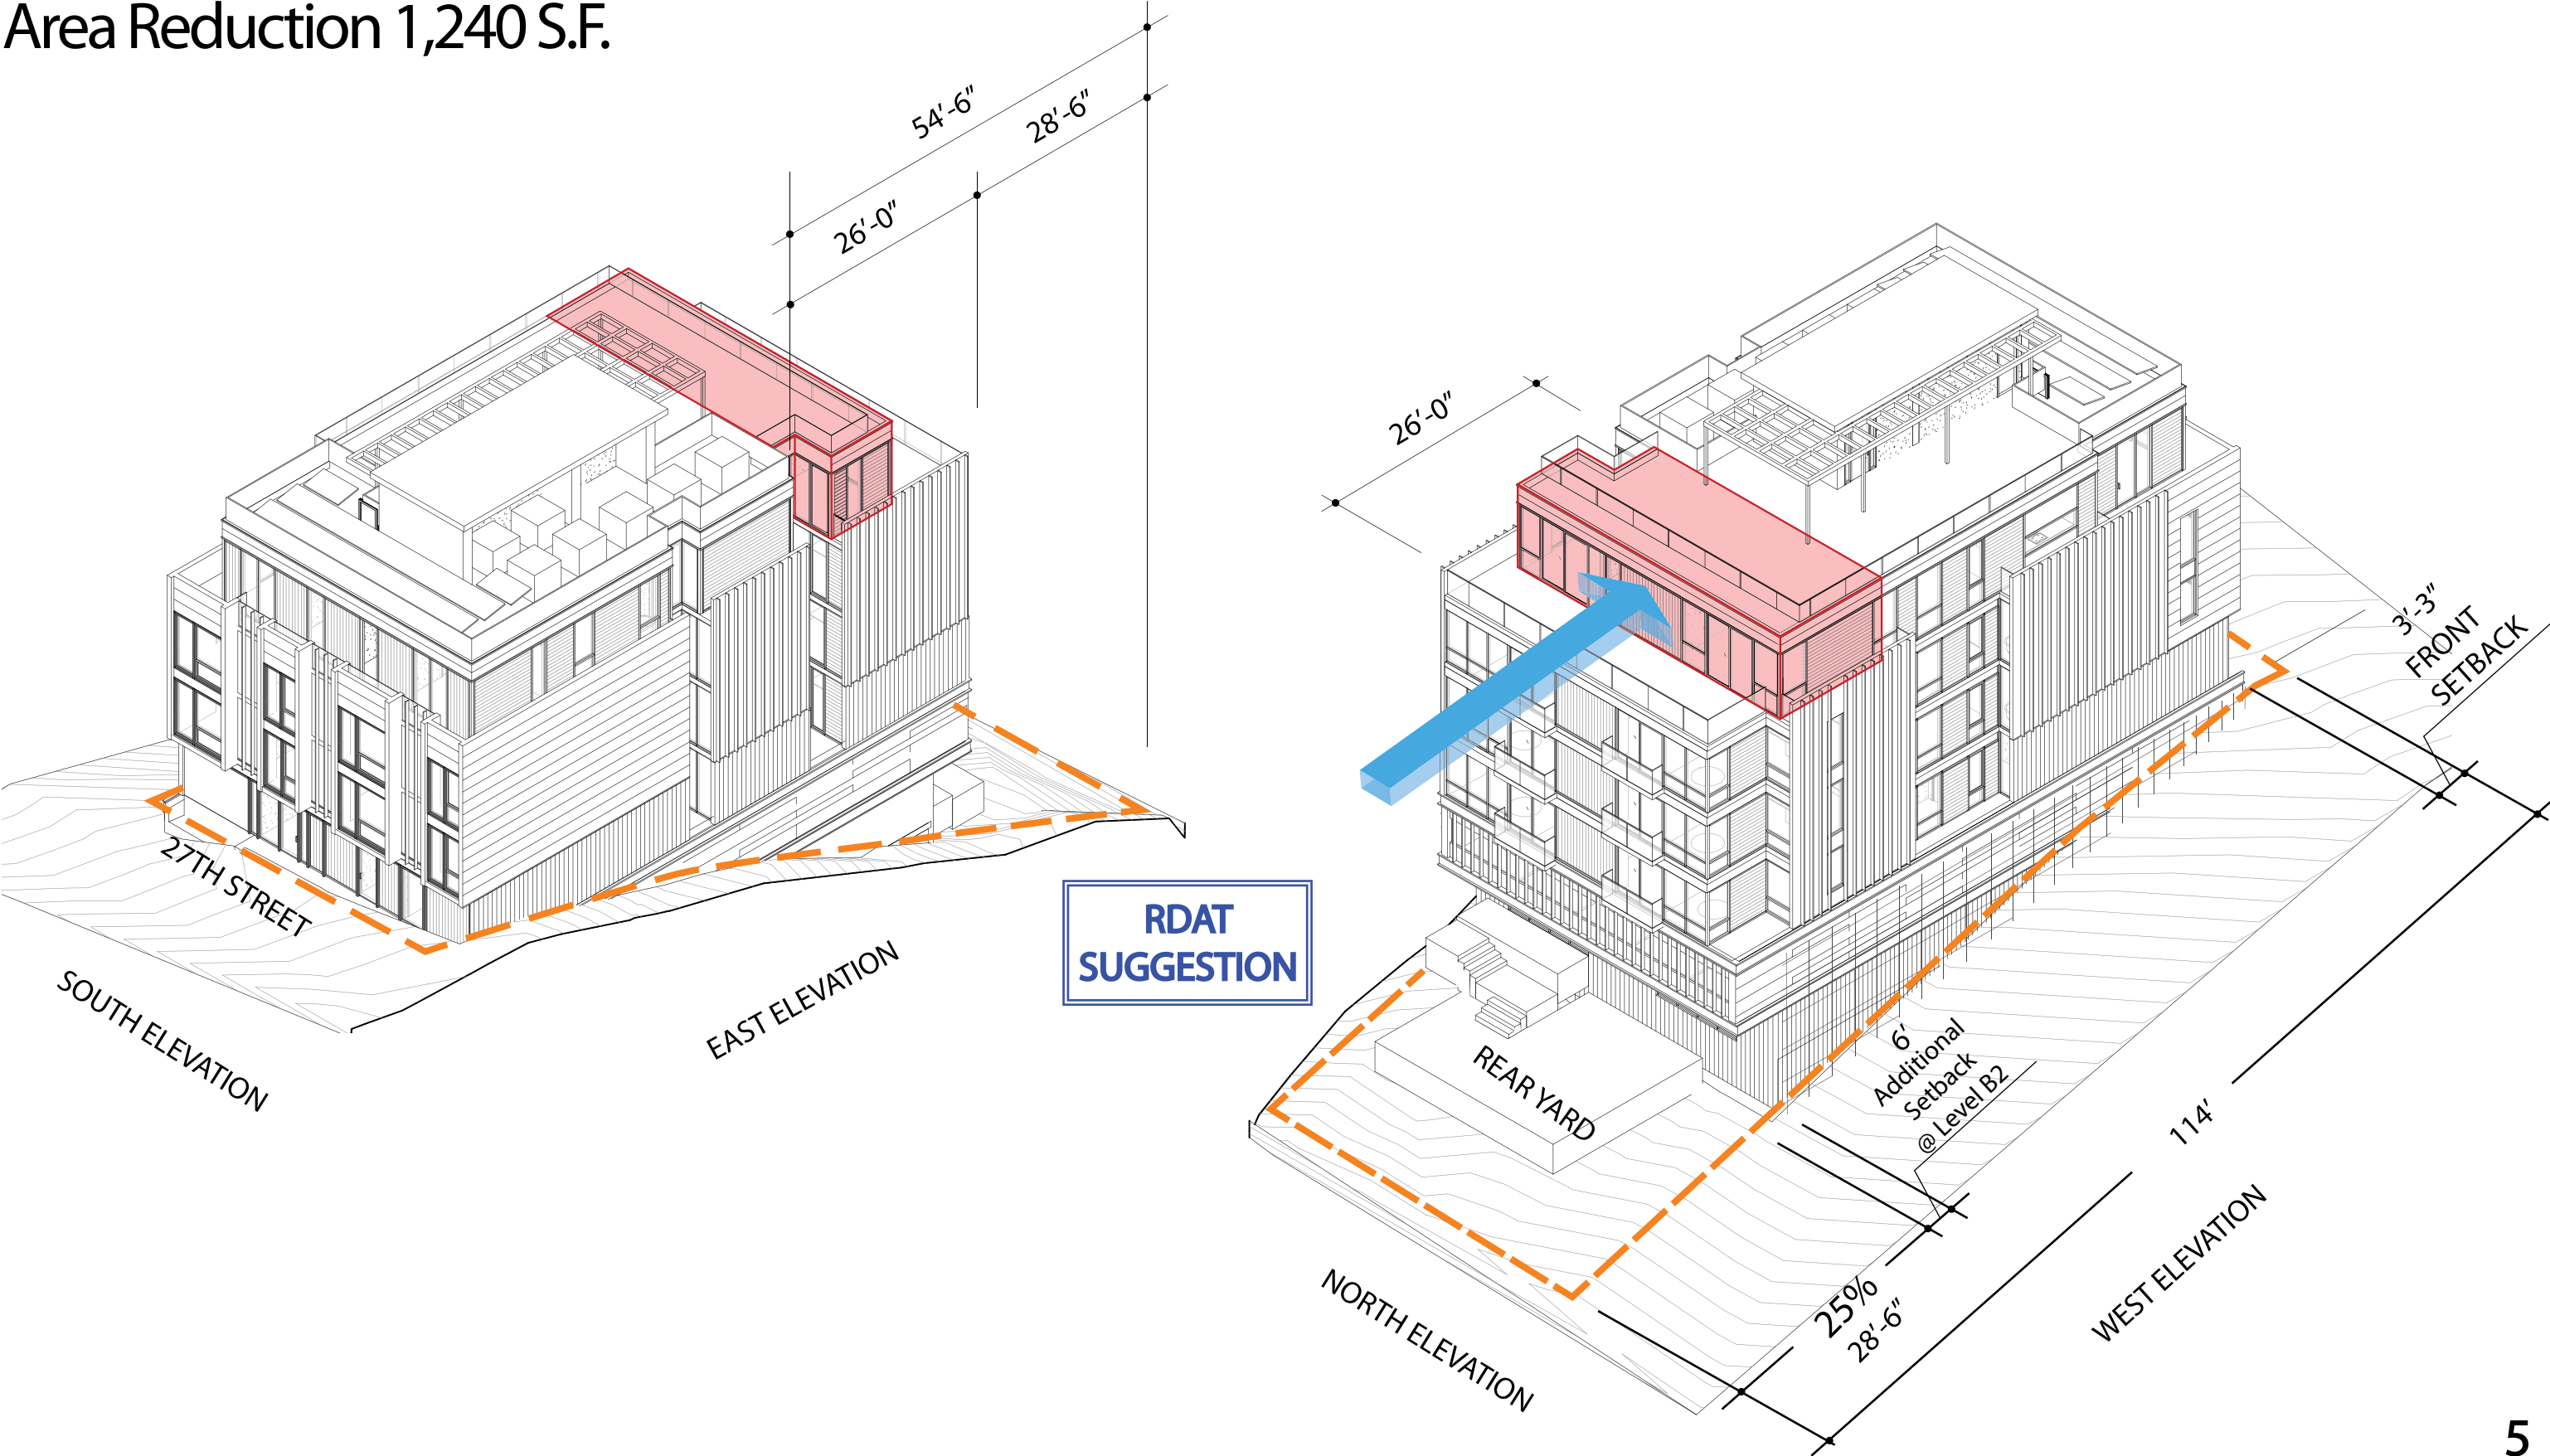 Area Reduction 1,240 S.F.
54'-6"
28'-6"
26'-0"
26'-0"
3'-3"
FRONT
SETBACK
27TH STREET
RDAT
SUGGESTION
SOUTH ELEVATION
EAST ELEVATION
REAR YARD
6'
Additional
Setback
@ Level B2
114'
25%
28'-6"
NORTH ELEVATION
WEST ELEVATION
5